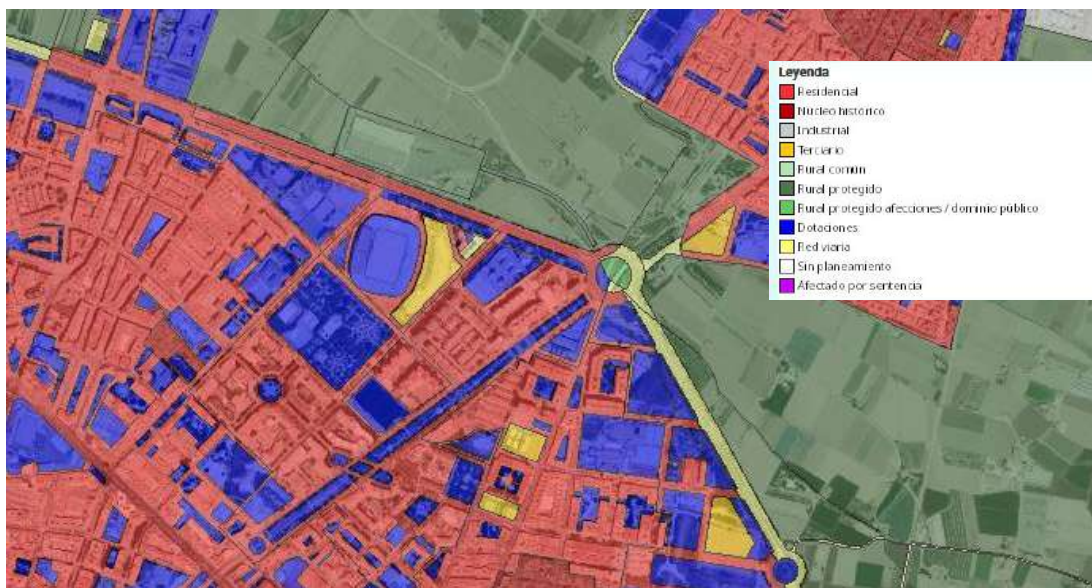 Leyenda
Residencial
Núcleo histórico
Industrial
Terciario
Rural común
Rural protegido
Rural protegido afecciones / dominio público
Dotaciones
Red viaria
Sin planeamiento
Afectado por sentencia